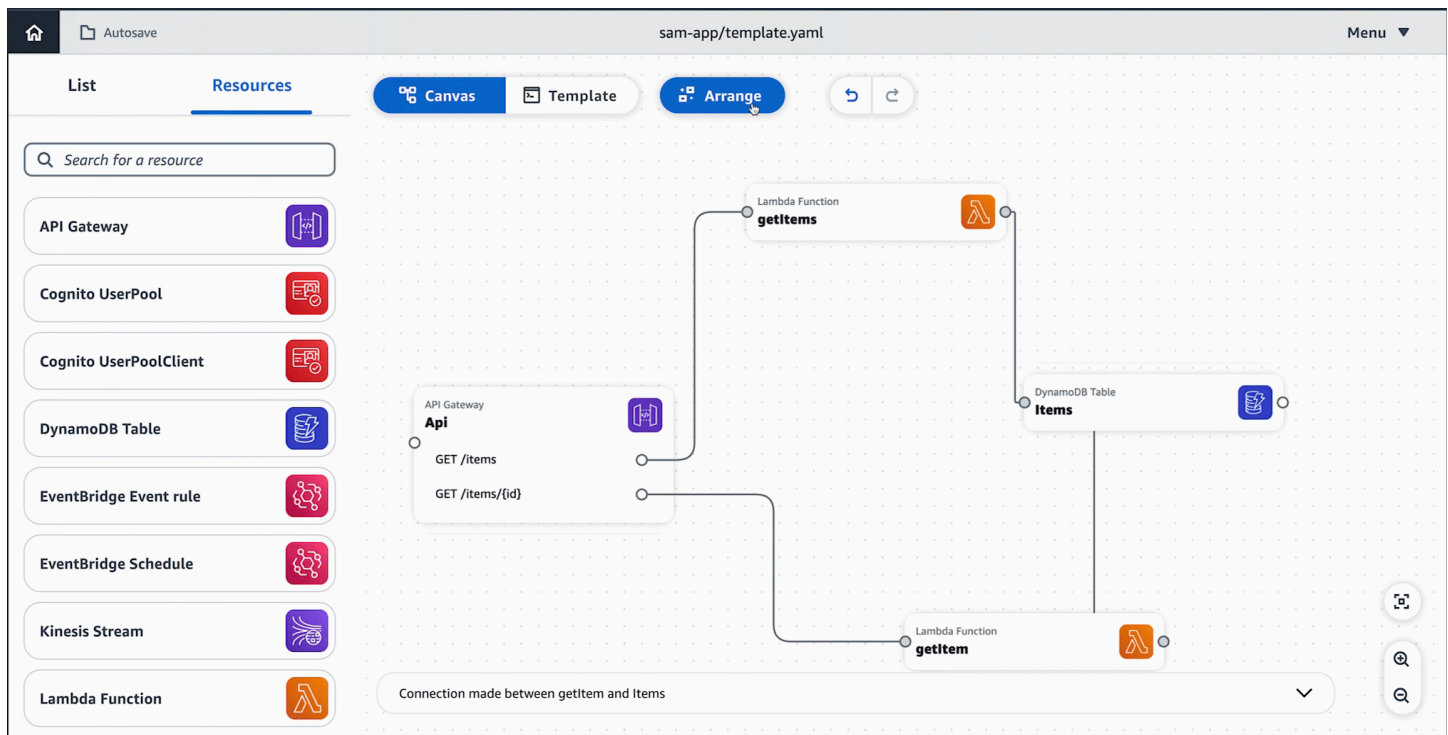 Autosave
sam-app/template.yaml
Menu
List
Resources
Canvas
Template
Arrange
Search for a resource
API Gateway
Cognito UserPool
Cognito UserPoolClient
DynamoDB Table
EventBridge Event rule
EventBridge Schedule
Kinesis Stream
Lambda Function
Lambda Function
getItems
API Gateway
Api
GET /items
GET /items/{id}
DynamoDB Table
Items
Lambda Function
getItem
Connection made between getItem and Items